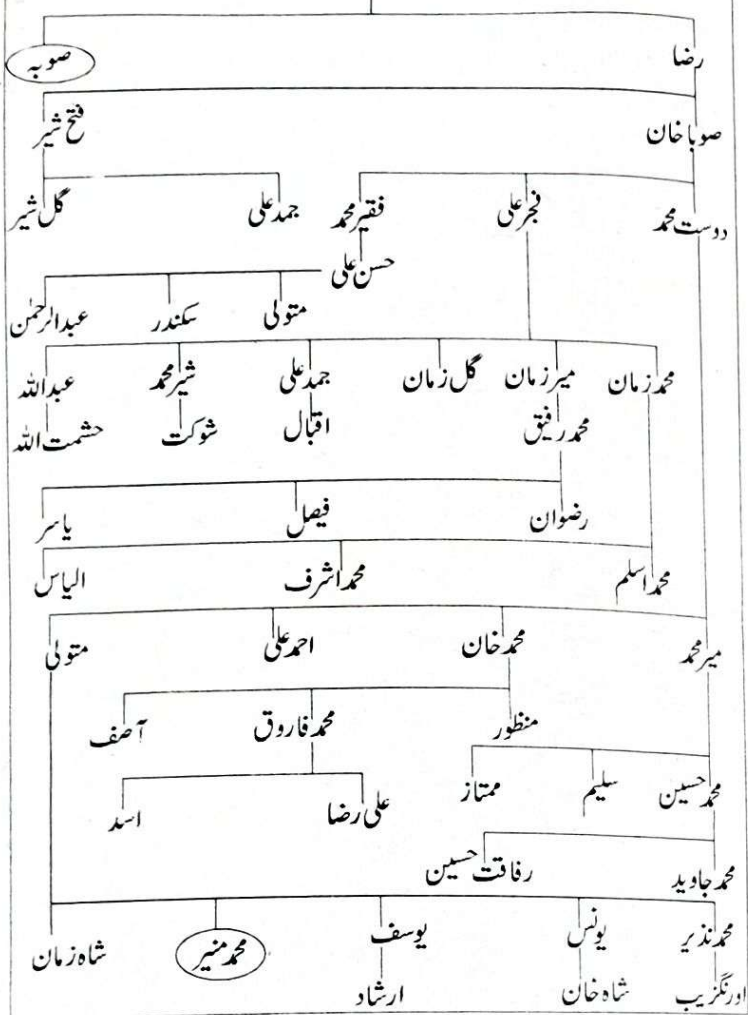 رضا صوبہ
صوبا خان فتح شیر
دوست محمد فجر علی فقیر محمد جمد علی گل شیر
حسن علی
متولی سکندر عبدالرحمٰن
محمد زمان میر زمان گل زمان جمد علی شیر محمد عبداللہ
محمد رفیق اقبال شوکت حشمت اللہ
رضوان فیصل یاسر
محمد اسلم محمد اشرف الیاس
میر محمد محمد خان احمد علی متولی
منظور محمد فاروق آصف
محمد حسین سلیم ممتاز علی رضا اسد
محمد جاوید رفاقت حسین
محمد نذیر یونس یوسف محمد منیر شاہ زمان
اورنگزیب شاہ خان ارشاد